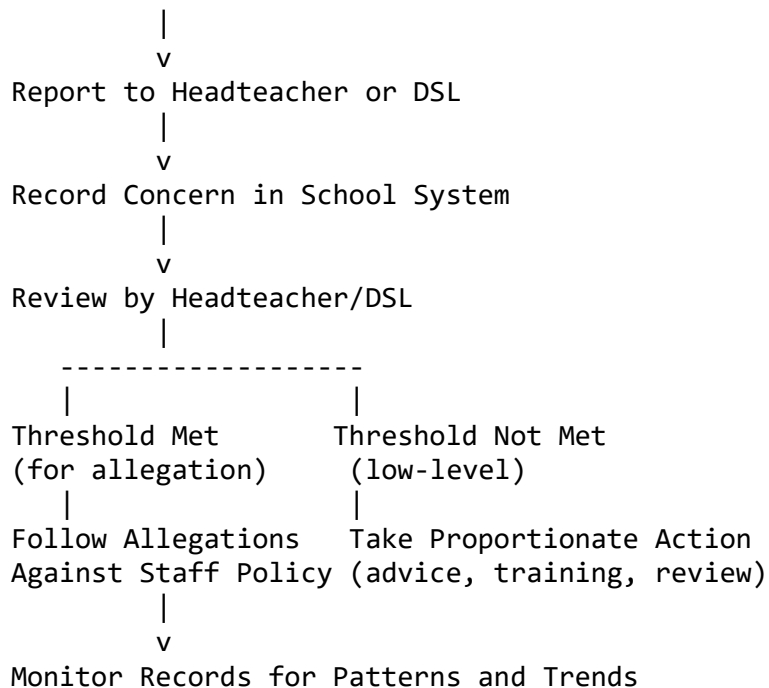 |
v
Report to Headteacher or DSL
|
v
Record Concern in School System
|
v
Review by Headteacher/DSL
|
-------------------
| |
Threshold Met Threshold Not Met
(for allegation) (low-level)
| |
Follow Allegations Take Proportionate Action
Against Staff Policy (advice, training, review)
|
v
Monitor Records for Patterns and Trends